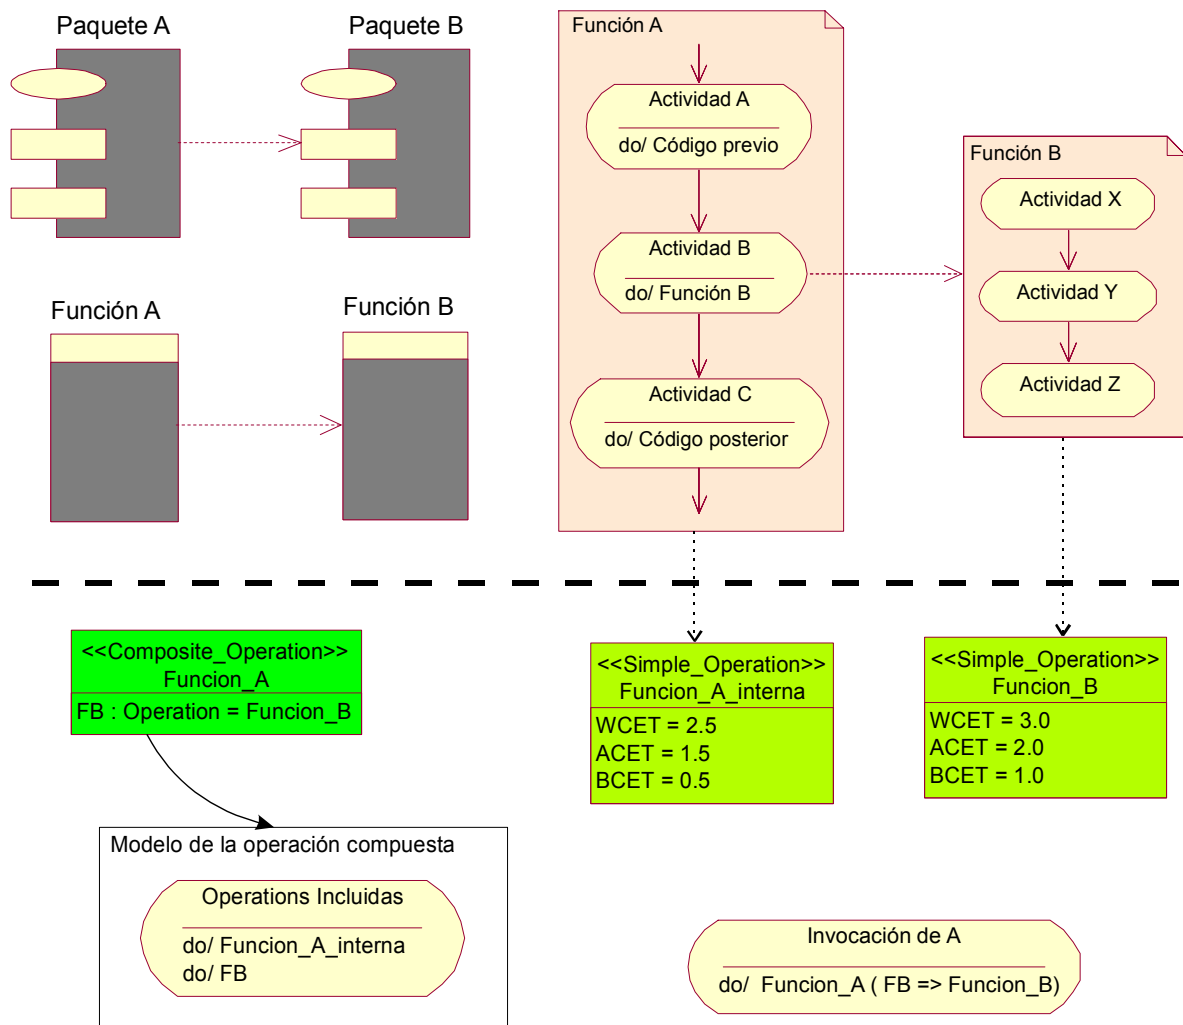 Paquete A
Paquete B
Función A
Función B
Función A
Actividad A
do/ Código previo
Actividad B
do/ Función B
Actividad C
do/ Código posterior
Función B
Actividad X
Actividad Y
Actividad Z
<<Composite_Operation>>
Funcion_A
FB : Operation = Funcion_B
<<Simple_Operation>>
Funcion_A_interna
WCET = 2.5
ACET = 1.5
BCET = 0.5
<<Simple_Operation>>
Funcion_B
WCET = 3.0
ACET = 2.0
BCET = 1.0
Modelo de la operación compuesta
Operations Incluidas
do/ Funcion_A_interna
do/ FB
Invocación de A
do/ Funcion_A ( FB => Funcion_B)